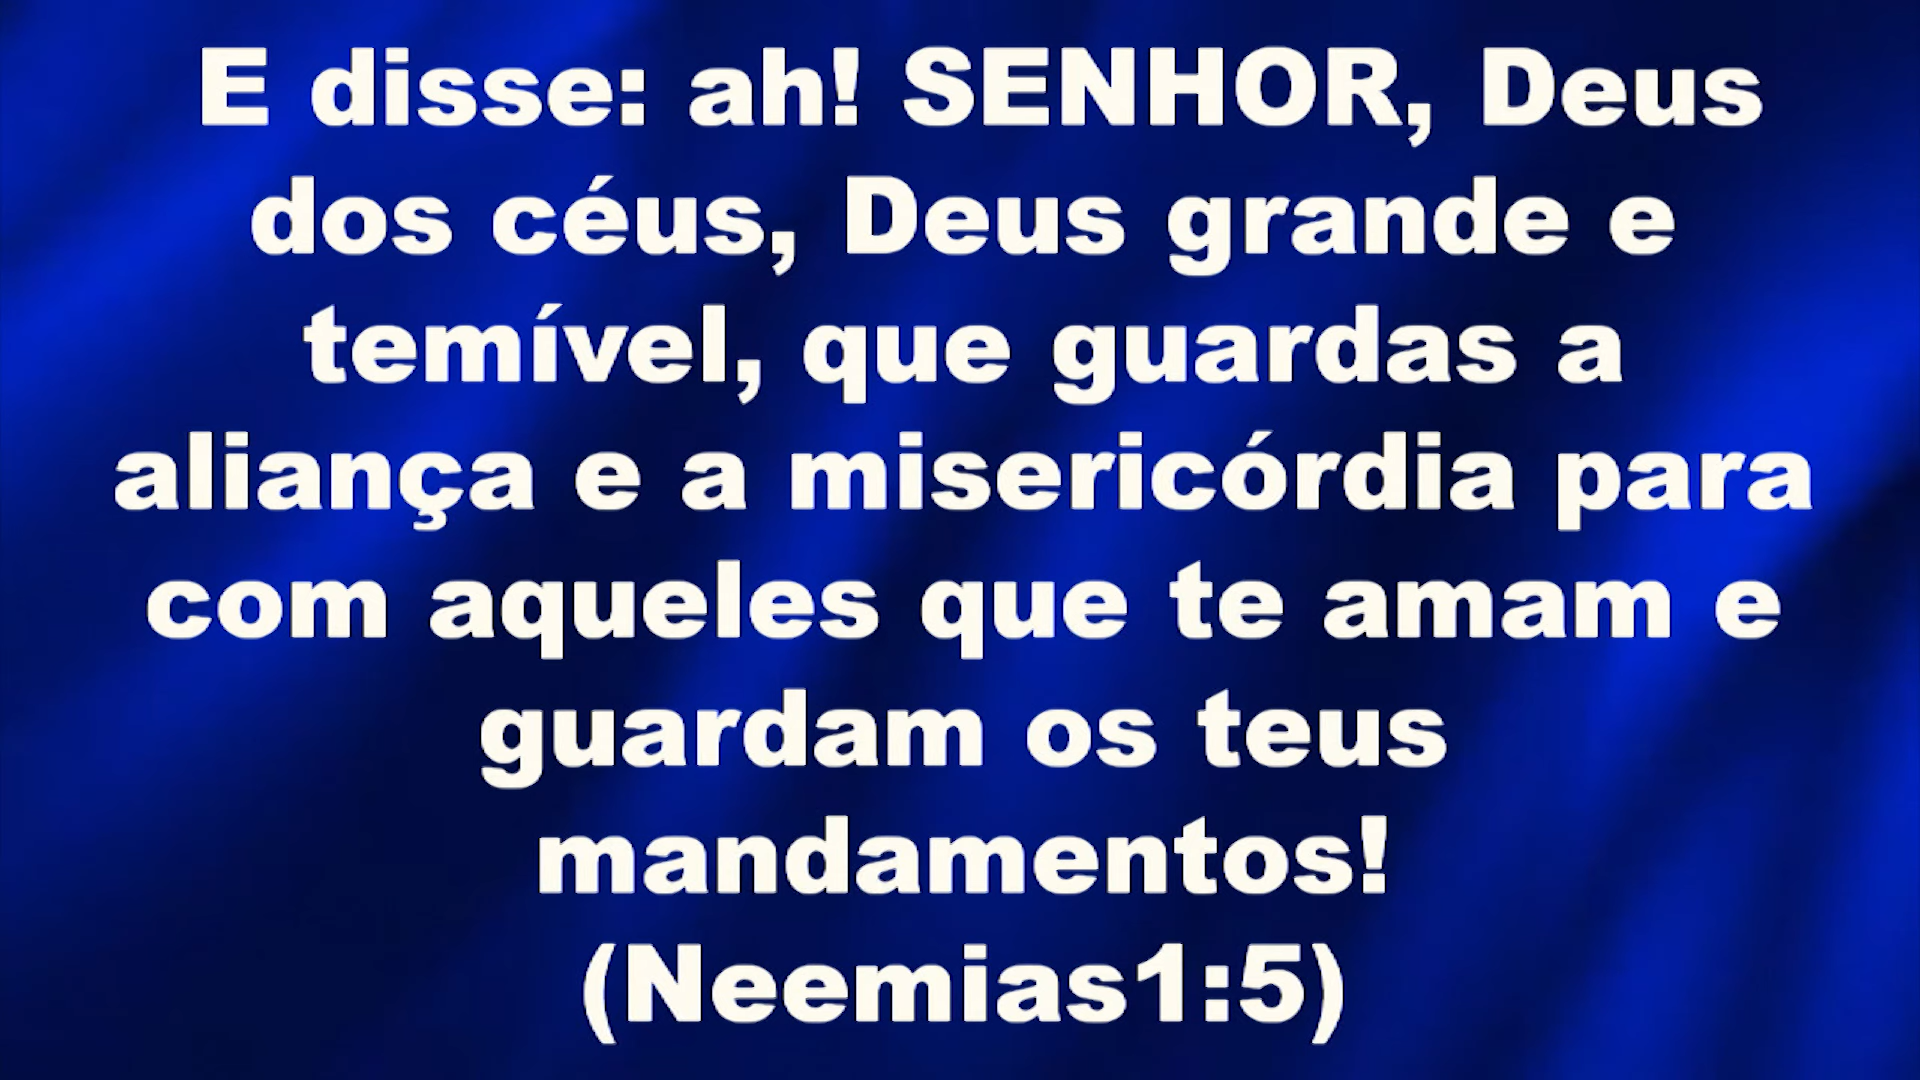 E disse: ah! SENHOR, Deus
dos céus, Deus grande e
temível, que guardas a
aliança e a misericórdia para
com aqueles que te amam e
guardam os teus
mandamentos!
(Neemias1:5)